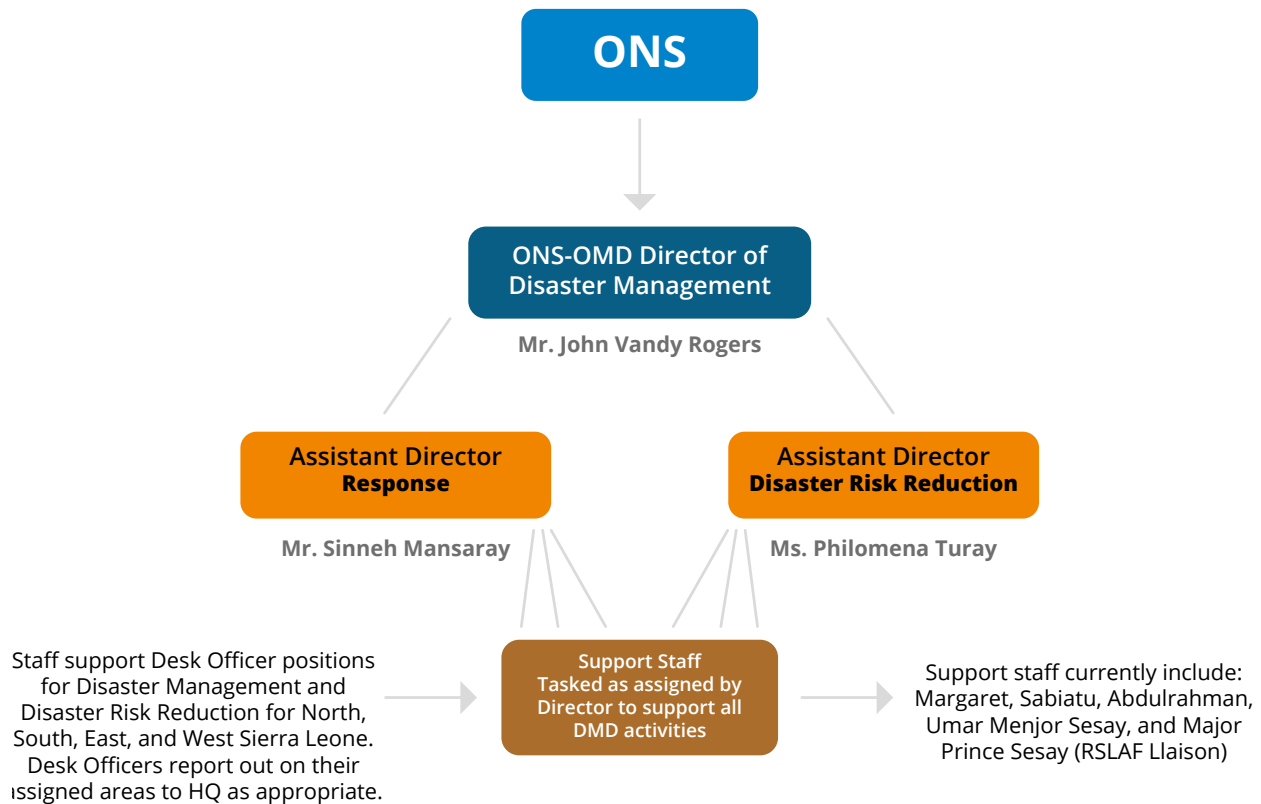 ONS
ONS-OMD Director of
Disaster Management
Mr. John Vandy Rogers
Assistant Director
Response
Mr. Sinneh Mansaray
Assistant Director
Disaster Risk Reduction
Ms. Philomena Turay
Staff support Desk Officer positions
for Disaster Management and
Disaster Risk Reduction for North,
South, East, and West Sierra Leone.
Desk Officers report out on their
assigned areas to HQ as appropriate.
Support Staff
Tasked as assigned by
Director to support all
DMD activities
Support staff currently include:
Margaret, Sabiatu, Abdulrahman,
Umar Menjor Sesay, and Major
Prince Sesay (RSLAF Llaison)